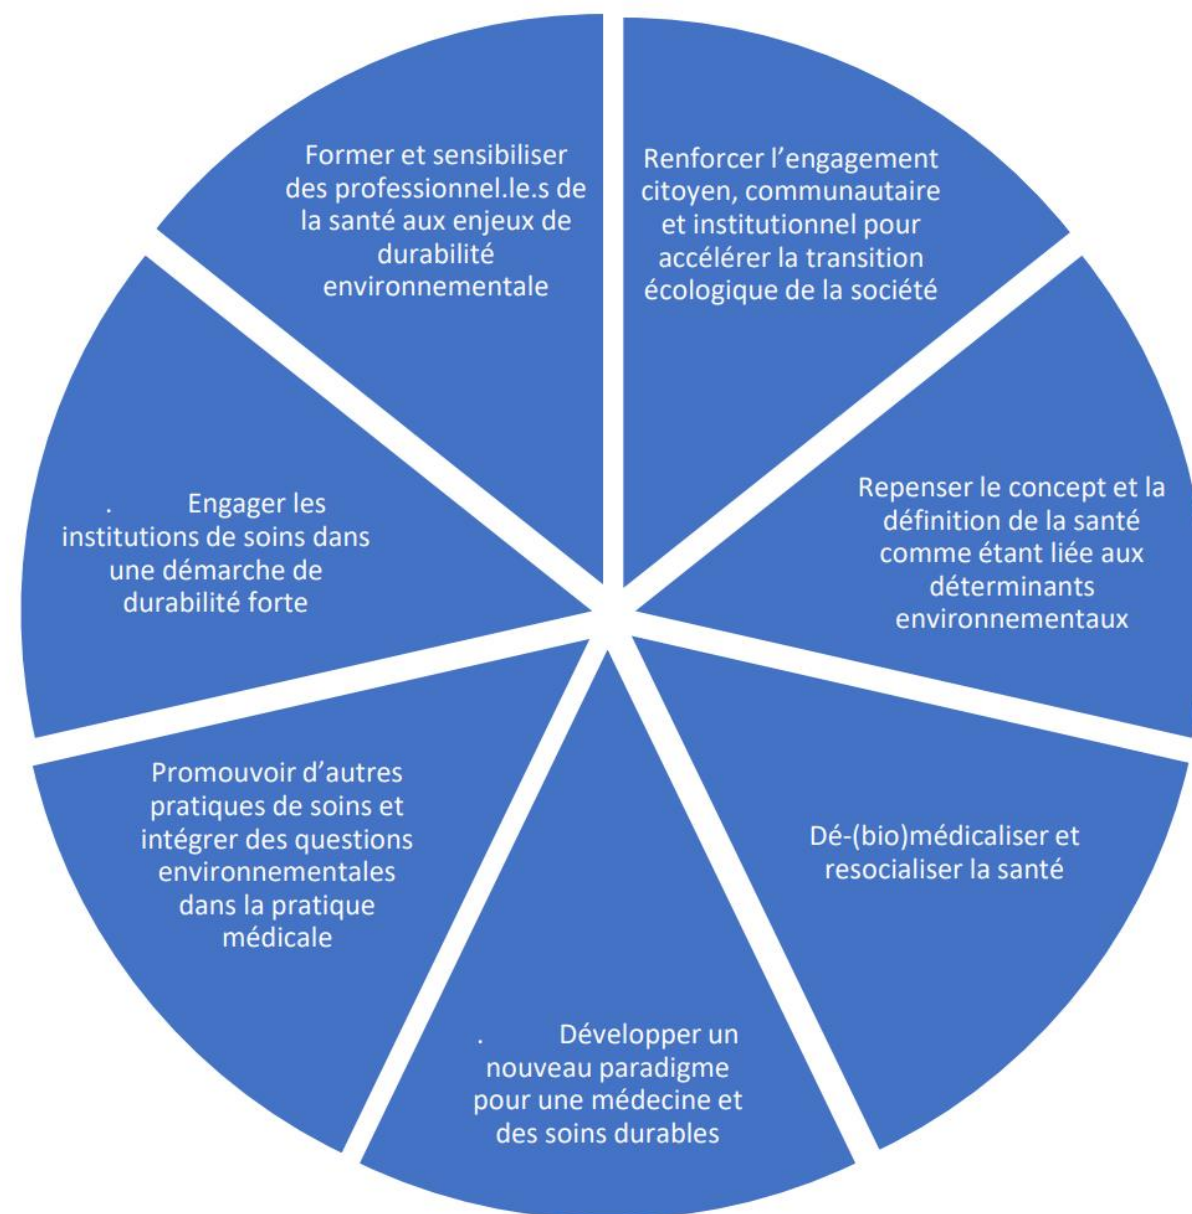 Former et sensibiliser
des professionnel.le.s de
la santé aux enjeux de
durabilité
environnementale
Renforcer l’engagement
citoyen, communautaire
et institutionnel pour
accélérer la transition
écologique de la société
Repenser le concept et la
définition de la santé
comme étant liée aux
déterminants
environnementaux
Dé-(bio)médicaliser et
resocialiser la santé
. Développer un
nouveau paradigme
pour une médecine et
des soins durables
Promouvoir d’autres
pratiques de soins et
intégrer des questions
environnementales
dans la pratique
médicale
. Engager les
institutions de soins dans
une démarche de
durabilité forte